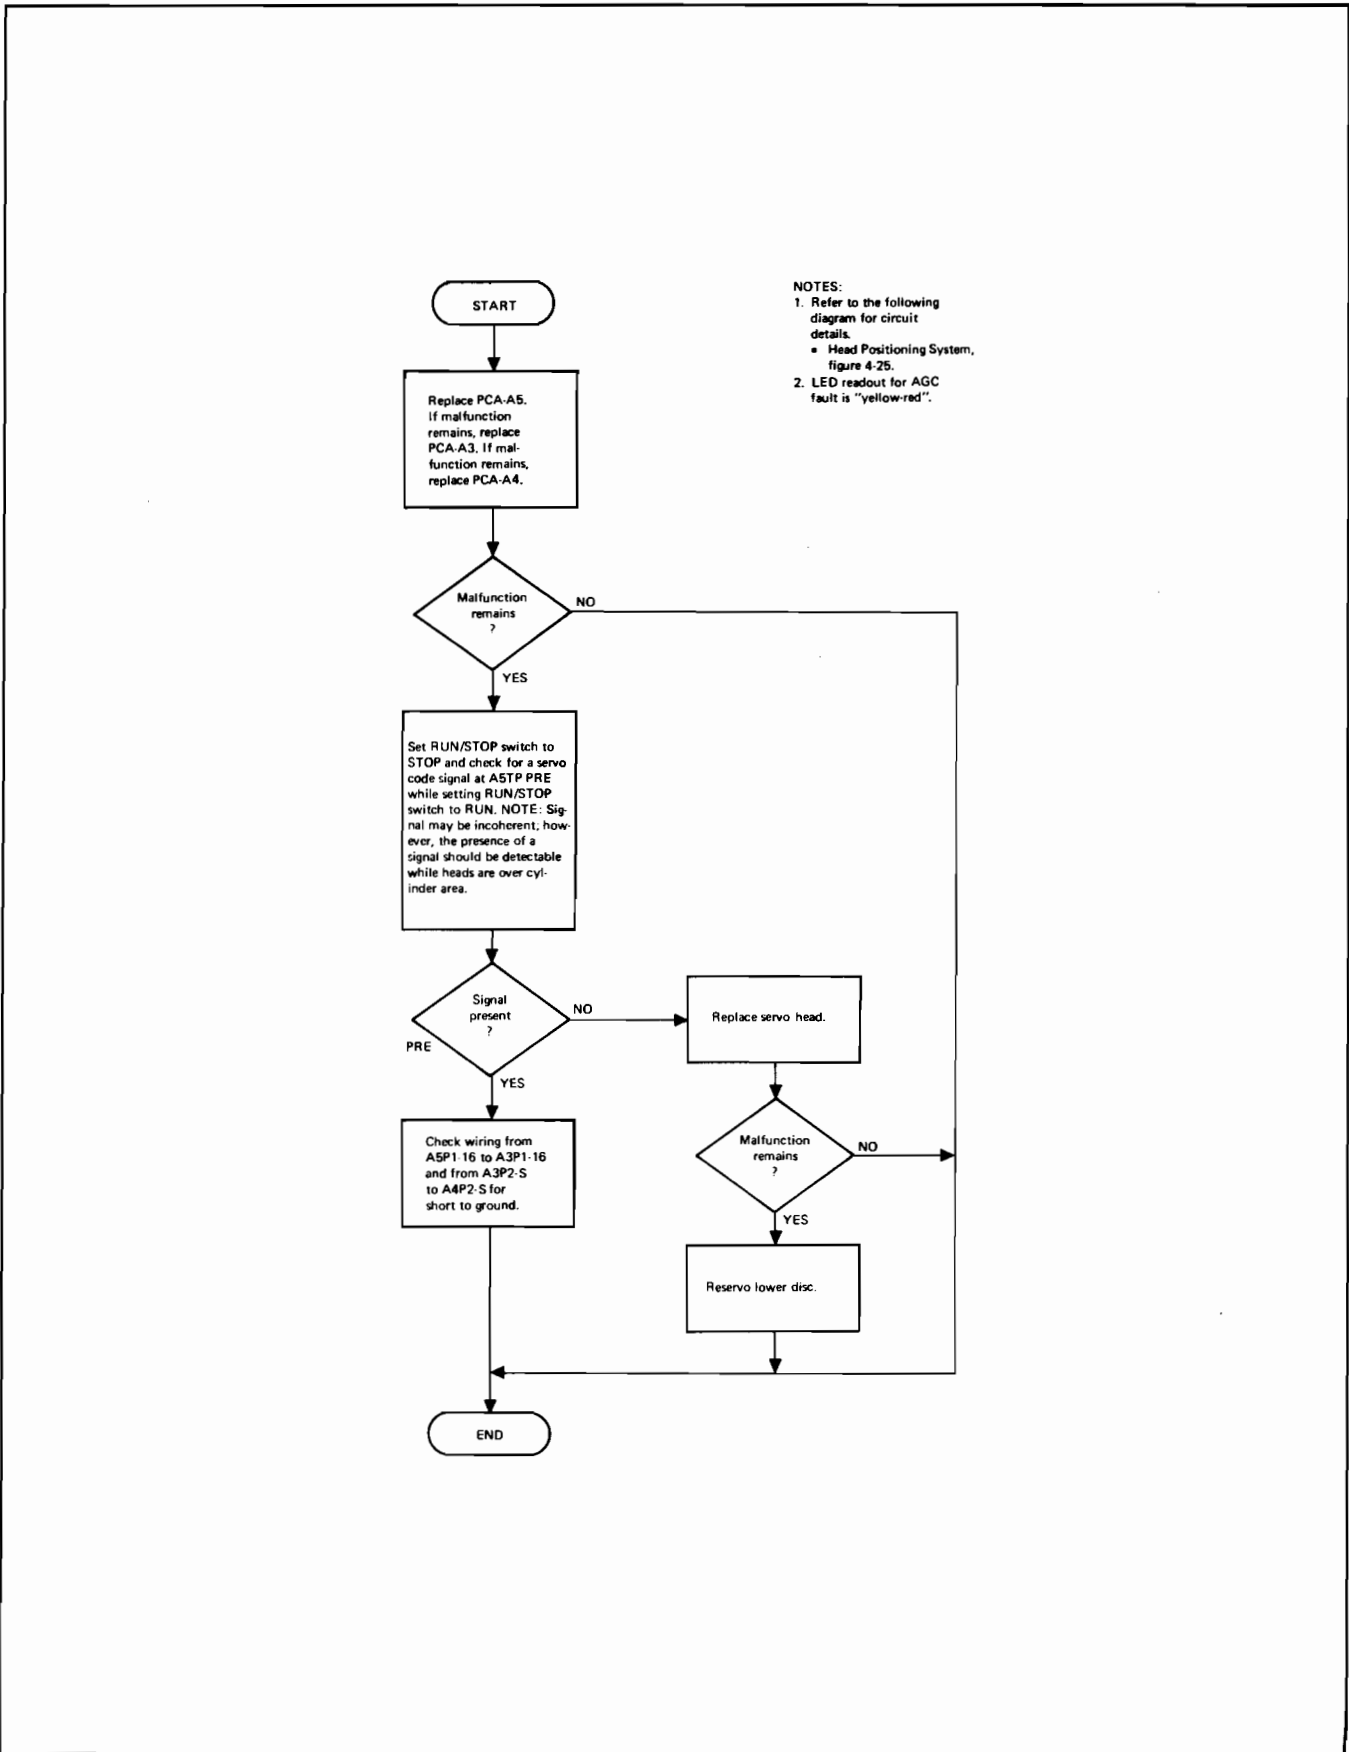 START
NOTES:
1. Refer to the following
diagram for circuit
details.
• Head Positioning System,
figure 4-25.
2. LED readout for AGC
fault is "yellow-red".
Replace PCA-A5.
If malfunction
remains, replace
PCA-A3. If mal-
function remains,
replace PCA-A4.
Malfunction
remains
?
NO
YES
Set RUN/STOP switch to
STOP and check for a servo
code signal at A5TP PRE
while setting RUN/STOP
switch to RUN. NOTE: Sig-
nal may be incoherent; how-
ever, the presence of a
signal should be detectable
while heads are over cyl-
inder area.
Signal
present
?
PRE
NO
YES
Replace servo head.
Check wiring from
A5P1-16 to A3P1-16
and from A3P2-S
to A4P2-S for
short to ground.
Malfunction
remains
?
NO
YES
Reservo lower disc.
END